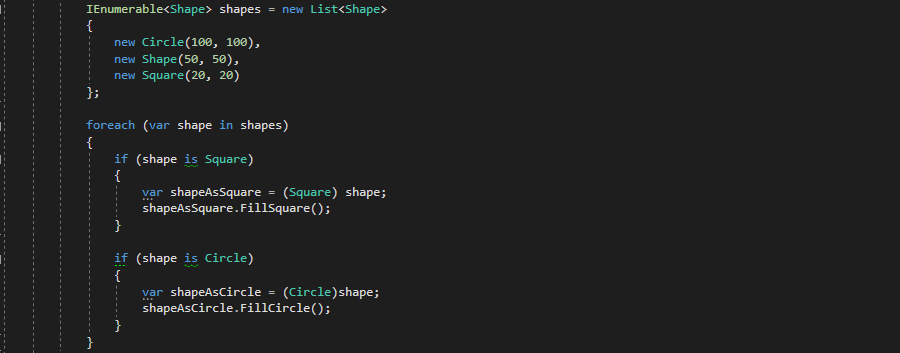 IEnumerable<Shape> shapes = new List<Shape>
{
new Circle(100, 100),
new Shape(50, 50),
new Square(20, 20)
};
foreach (var shape in shapes)
{
if (shape is Square)
{
var shapeAsSquare = (Square) shape;
shapeAsSquare.FillSquare();
}
if (shape is Circle)
{
var shapeAsCircle = (Circle)shape;
shapeAsCircle.FillCircle();
}
}